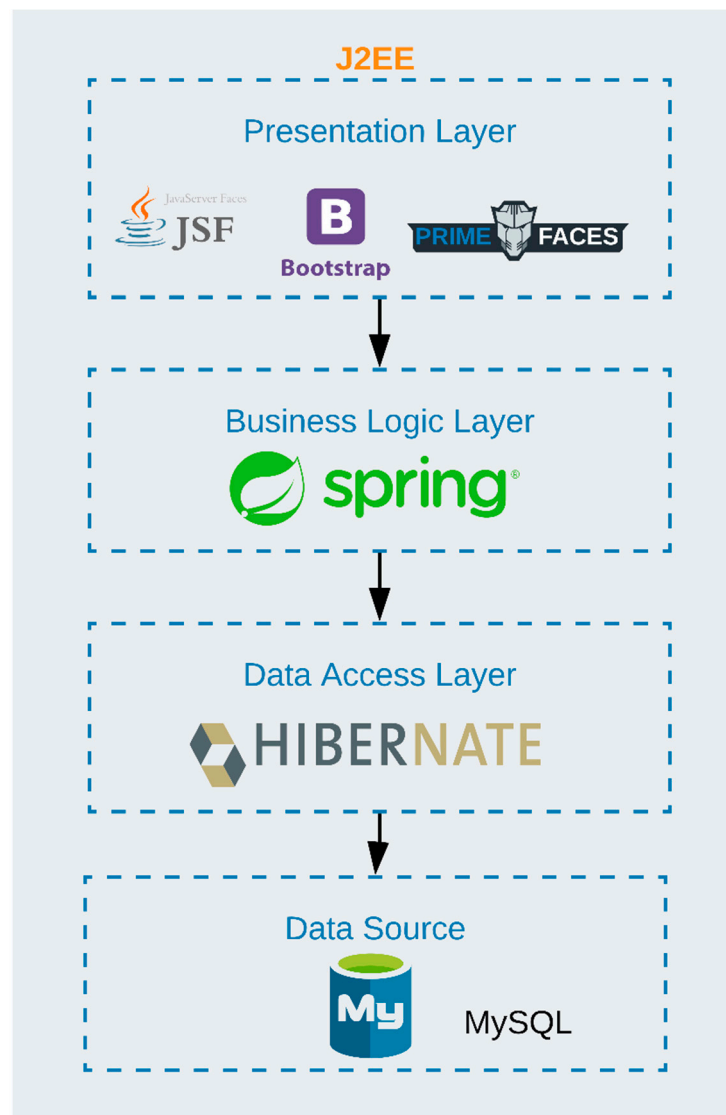 J2EE
Presentation Layer
JavaServer Faces
JSF
B
Bootstrap
PRIME FACES
Business Logic Layer
spring®
Data Access Layer
HIBERNATE
Data Source
My
MySQL